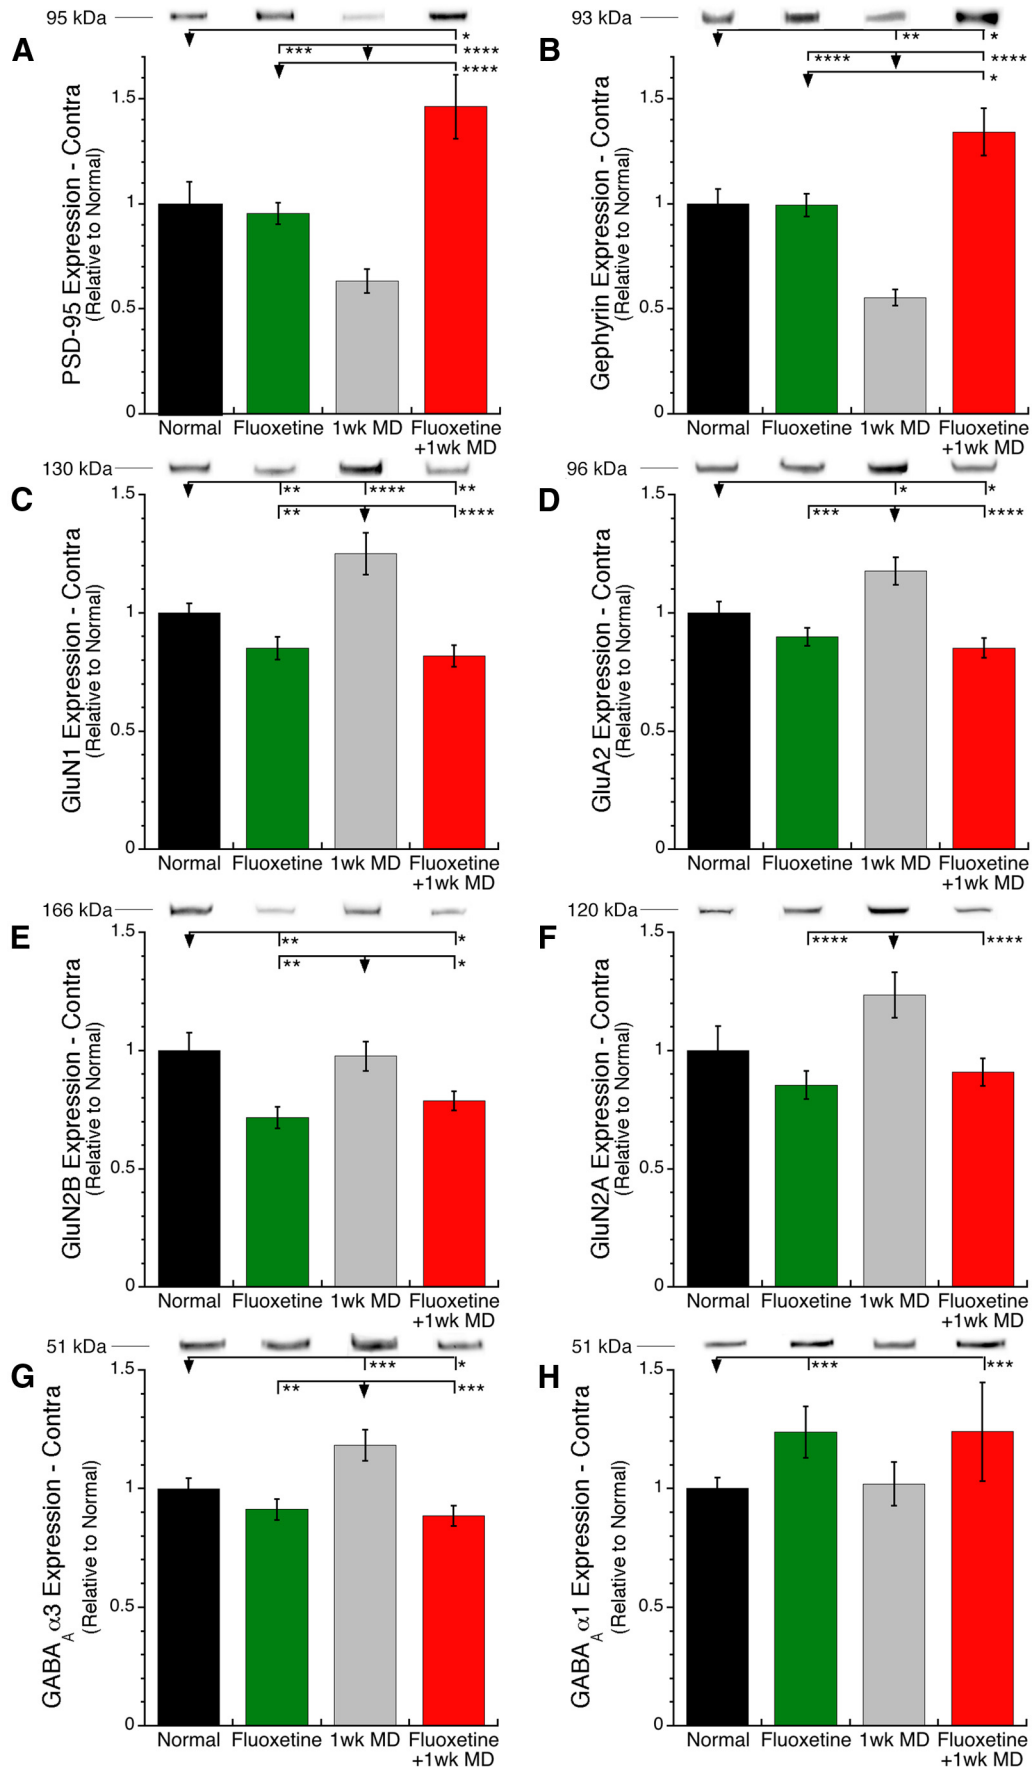 95 kDa
A
*
***
****
****
PSD-95 Expression - Contra
(Relative to Normal)
1.5
1
0.5
0
Normal Fluoxetine 1wk MD Fluoxetine
+1wk MD
93 kDa
B
** *
**** ****
*
Gephyrin Expression - Contra
(Relative to Normal)
1.5
1
0.5
0
Normal Fluoxetine 1wk MD Fluoxetine
+1wk MD
130 kDa
C
** **** **
** ****
GluN1 Expression - Contra
(Relative to Normal)
1.5
1
0.5
0
Normal Fluoxetine 1wk MD Fluoxetine
+1wk MD
96 kDa
D
* *
*** ****
GluA2 Expression - Contra
(Relative to Normal)
1.5
1
0.5
0
Normal Fluoxetine 1wk MD Fluoxetine
+1wk MD
166 kDa
E
** *
** *
GluN2B Expression - Contra
(Relative to Normal)
1.5
1
0.5
0
Normal Fluoxetine 1wk MD Fluoxetine
+1wk MD
120 kDa
F
**** ****
GluN2A Expression - Contra
(Relative to Normal)
1.5
1
0.5
0
Normal Fluoxetine 1wk MD Fluoxetine
+1wk MD
51 kDa
G
*** *
** ***
GABA A α3 Expression - Contra
(Relative to Normal)
1.5
1
0.5
0
Normal Fluoxetine 1wk MD Fluoxetine
+1wk MD
51 kDa
H
*** ***
GABA A α1 Expression - Contra
(Relative to Normal)
1.5
1
0.5
0
Normal Fluoxetine 1wk MD Fluoxetine
+1wk MD